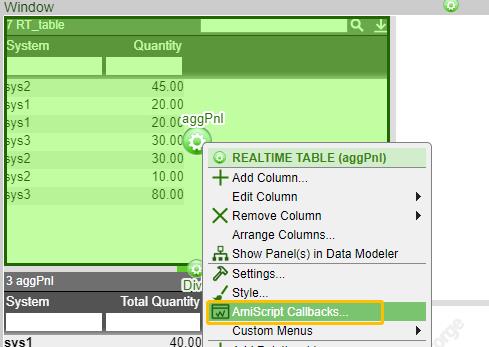 Window
7 RT_table
System Quantity
sys2 45.00
sys1 20.00
sys1 20.00
sys3 30.00
sys2 30.00
sys2 10.00
sys3 80.00
aggPnl
REALTIME TABLE (aggPnl)
Add Column...
Edit Column
Remove Column
Arrange Columns...
Show Panel(s) in Data Modeler
Settings...
Style...
AmiScript Callbacks...
Custom Menus
Div
3 aggPnl
System Total Quantity
sys1 40.00
orge